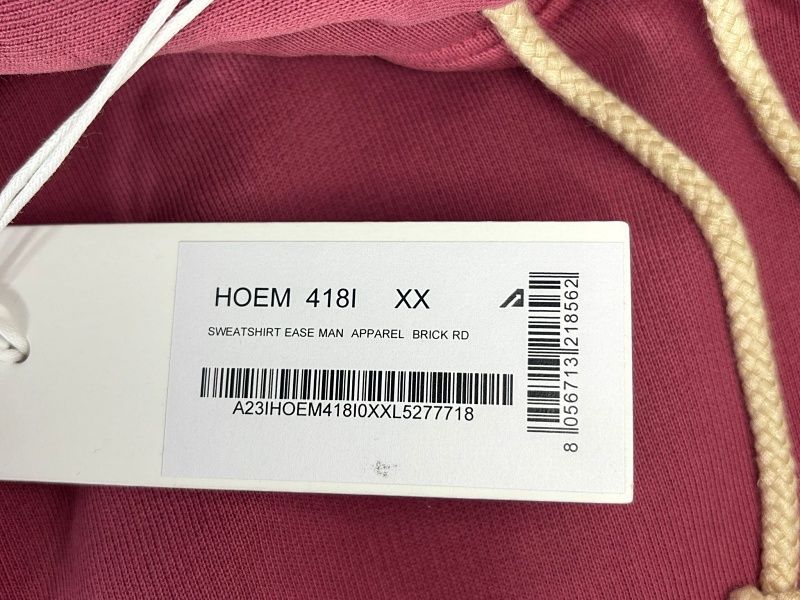 HOEM 418I XX
SWEATSHIRT EASE MAN APPAREL BRICK RD
A23IHOEM418I0XXL5277718
8 056713 218562